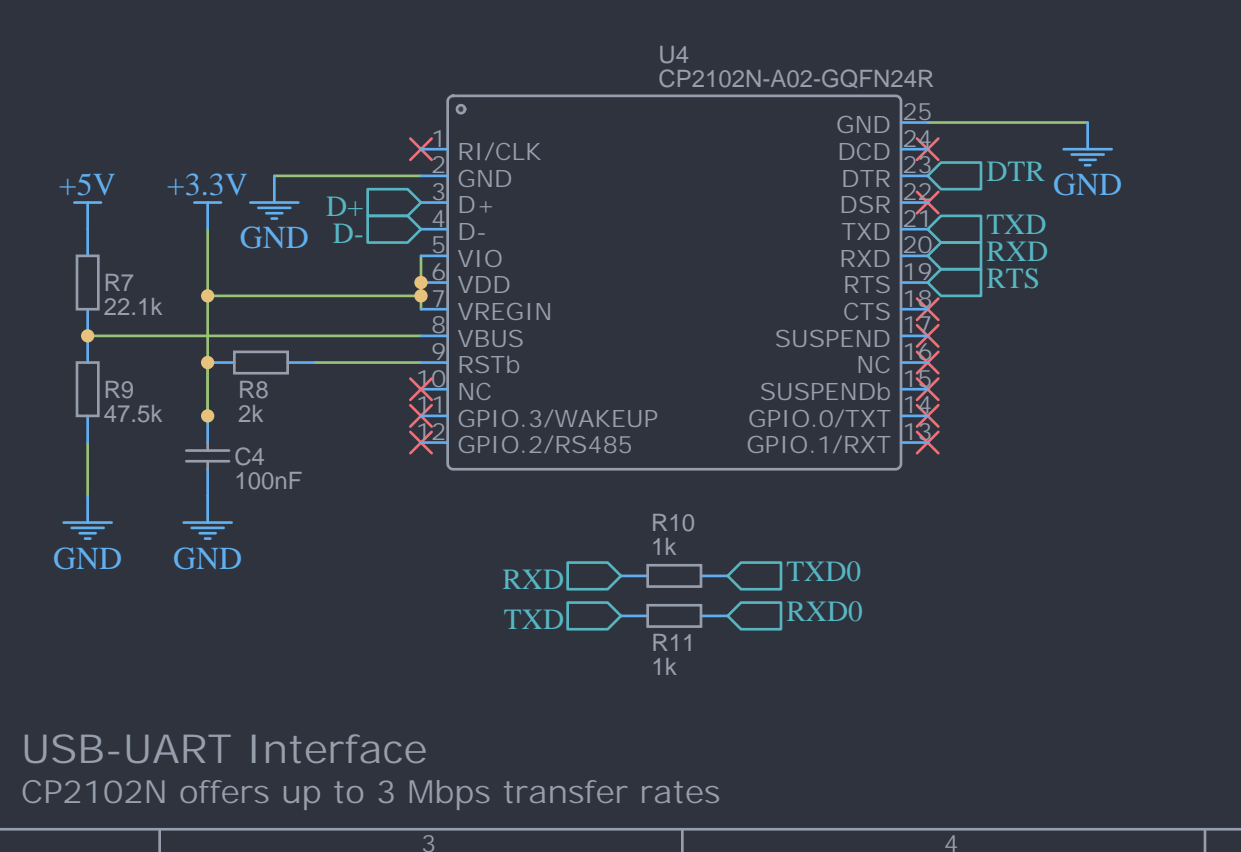 U4
CP2102N-A02-GQFN24R
25
GND
1
24
RI/CLK
DCD
2
23
GND
DTR
DTR
GND
3
22
D+
D+
DSR
4
21
D-
D-
TXD
TXD
5
20
VIO
RXD
RXD
6
19
VDD
RTS
RTS
7
18
VREGIN
CTS
8
17
VBUS
SUSPEND
9
16
RSTb
NC
10
15
NC
SUSPENDb
11
14
GPIO.3/WAKEUP
GPIO.0/TXT
12
13
GPIO.2/RS485
GPIO.1/RXT
+5V
+3.3V
GND
R7
22.1k
R9
47.5k
R8
2k
C4
100nF
GND
GND
R10
1k
RXD
TXD0
TXD
RXD0
R11
1k
USB-UART Interface
CP2102N offers up to 3 Mbps transfer rates
3
4